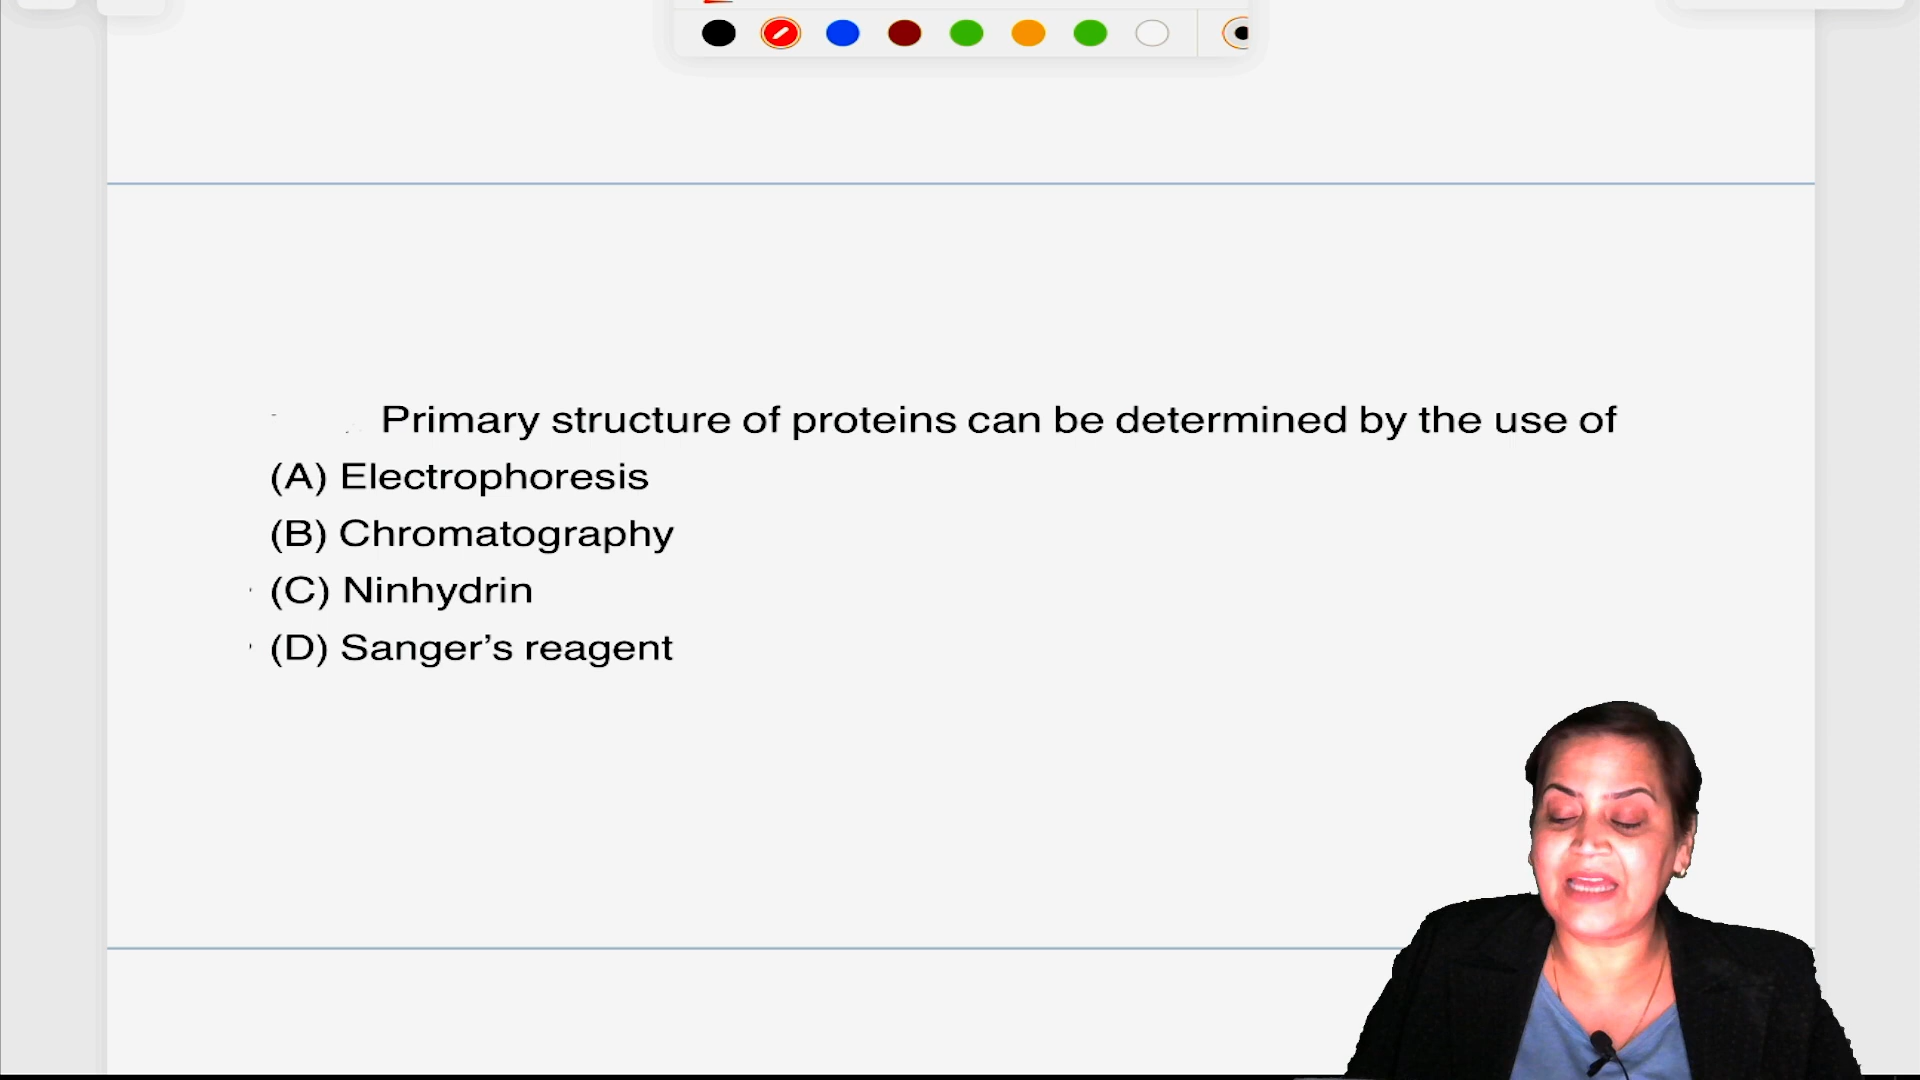 Primary structure of proteins can be determined by the use of
(A) Electrophoresis
(B) Chromatography
(C) Ninhydrin
(D) Sanger’s reagent